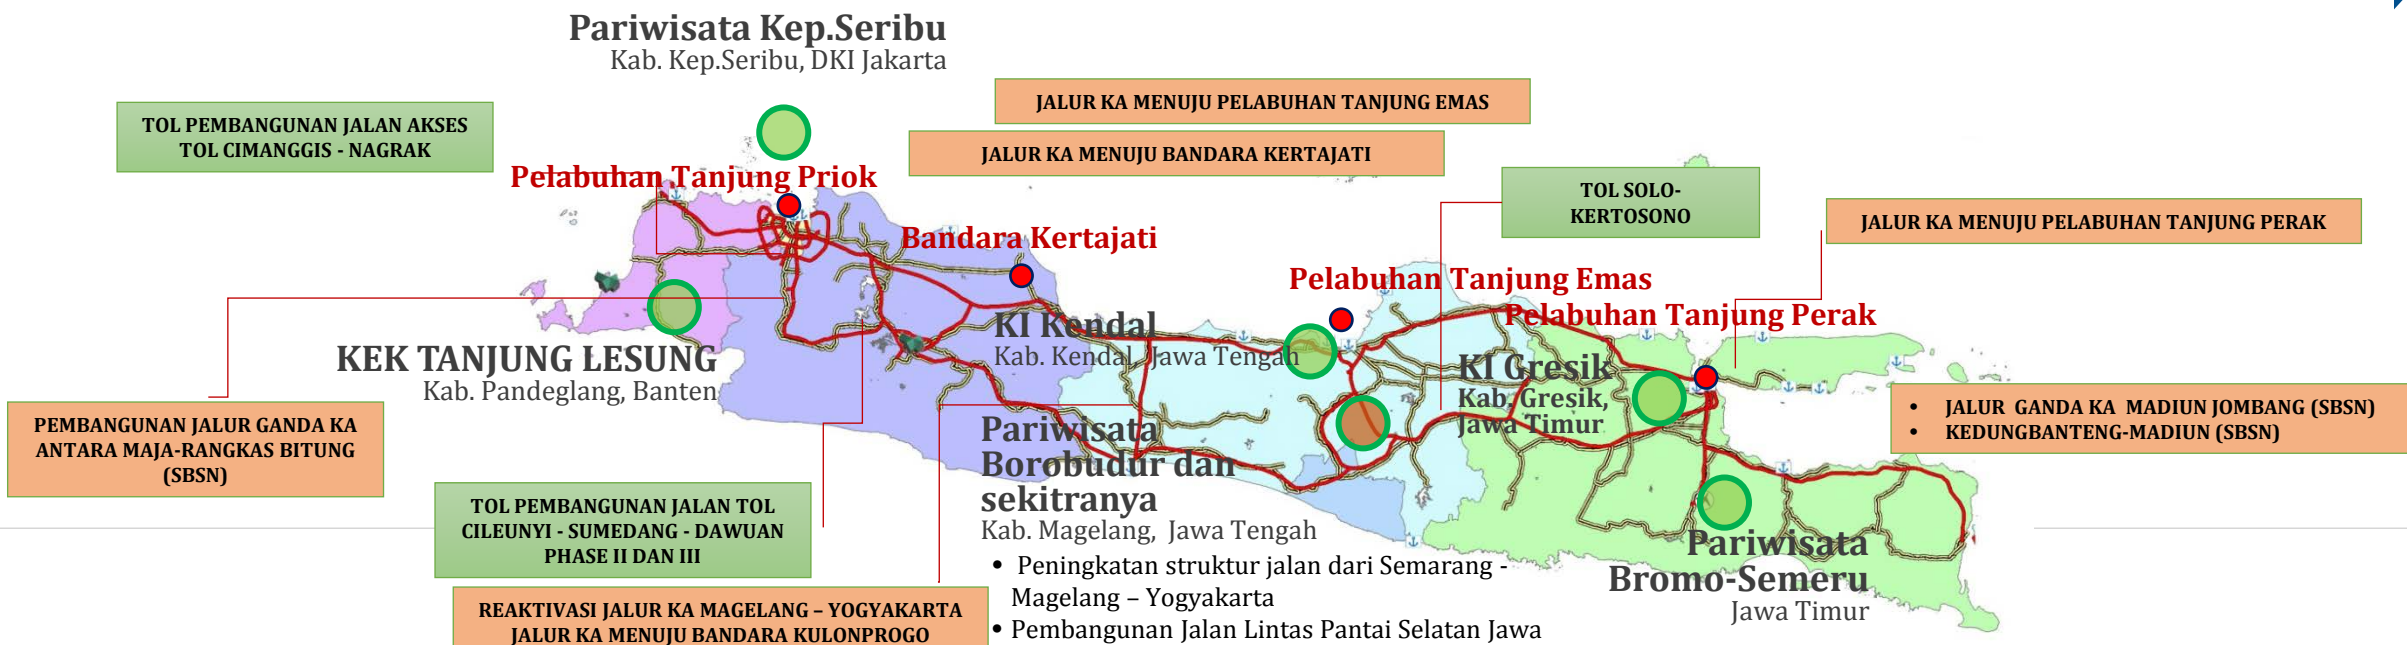 Pariwisata Kep.Seribu
Kab. Kep.Seribu, DKI Jakarta
JALUR KA MENUJU PELABUHAN TANJUNG EMAS
TOL PEMBANGUNAN JALAN AKSES
TOL CIMANGGIS - NAGRAK
JALUR KA MENUJU BANDARA KERTAJATI
Pelabuhan Tanjung Priok
TOL SOLO-
KERTOSONO
JALUR KA MENUJU PELABUHAN TANJUNG PERAK
Bandara Kertajati
Pelabuhan Tanjung Emas
Pelabuhan Tanjung Perak
KI Kendal
Kab. Kendal, Jawa Tengah
KEK TANJUNG LESUNG
Kab. Pandeglang, Banten
KI Gresik
Kab. Gresik,
Jawa Timur
PEMBANGUNAN JALUR GANDA KA
ANTARA MAJA-RANGKAS BITUNG
(SBSN)
• JALUR GANDA KA MADIUN JOMBANG (SBSN)
• KEDUNGBANTENG-MADIUN (SBSN)
Pariwisata
Borobudur dan
sekitranya
Kab. Magelang, Jawa Tengah
• Peningkatan struktur jalan dari Semarang -
Magelang – Yogyakarta
• Pembangunan Jalan Lintas Pantai Selatan Jawa
TOL PEMBANGUNAN JALAN TOL
CILEUNYI - SUMEDANG - DAWUAN
PHASE II DAN III
REAKTIVASI JALUR KA MAGELANG – YOGYAKARTA
JALUR KA MENUJU BANDARA KULONPROGO
Pariwisata
Bromo-Semeru
Jawa Timur